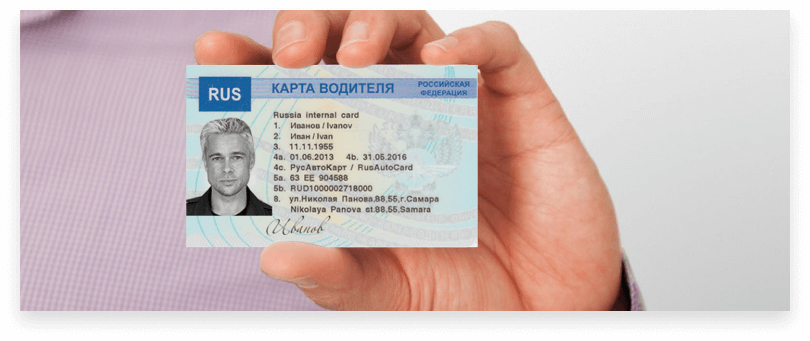 RUS
КАРТА ВОДИТЕЛЯ
РОССИЙСКАЯ
ФЕДЕРАЦИЯ
Russia internal card
1. Иванов / Ivanov
2. Иван / Ivan
3. 11.11.1955
4a. 01.06.2013 4b. 31.05.2016
4c. РусАвтоКарт / RusAutoCard
5a. 63 EE 904588
5b. RUD1000002718000
8. ул.Николая Панова,88,55,г.Самара
Nikolaya Panova st.88,55,Samara
Иванов